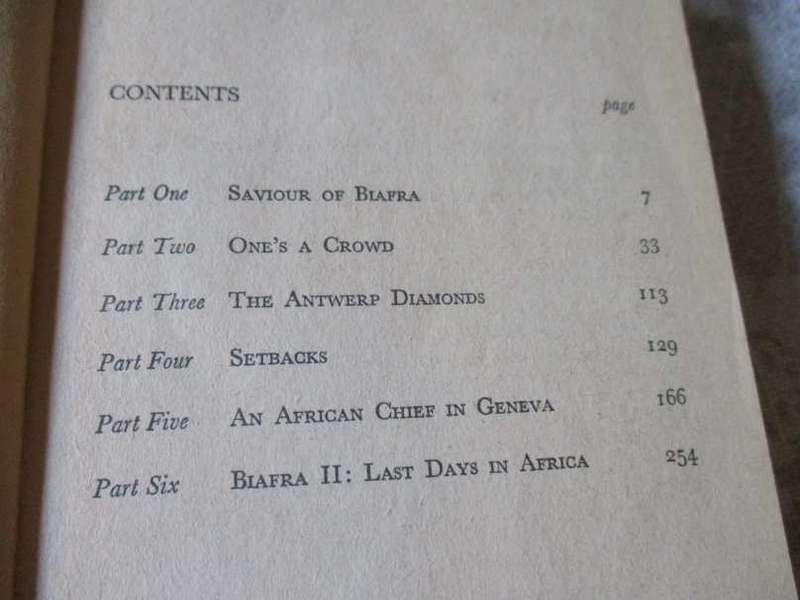 CONTENTS
page
Part One SAVIOUR OF BIAFRA 7
Part Two ONE'S A CROWD 33
Part Three THE ANTWERP DIAMONDS 113
Part Four SETBACKS 129
Part Five AN AFRICAN CHIEF IN GENEVA 166
Part Six BIAFRA II: LAST DAYS IN AFRICA 254